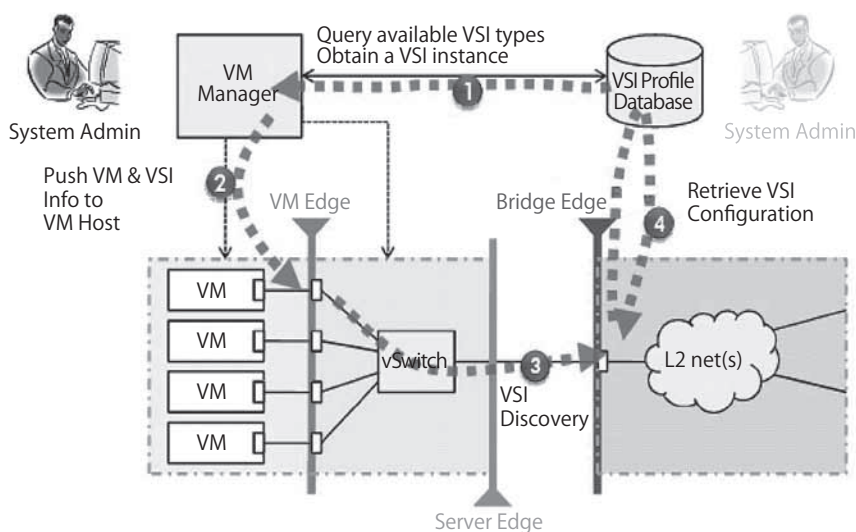 Query available VSI types
Obtain a VSI instance
VM
Manager
1
VSI Profile
Database
System Admin
System Admin
Push VM & VSI
Info to
VM Host
2
VM Edge
Bridge Edge
4
Retrieve VSI
Configuration
VM
VM
VM
VM
vSwitch
3
VSI
Discovery
L2 net(s)
Server Edge